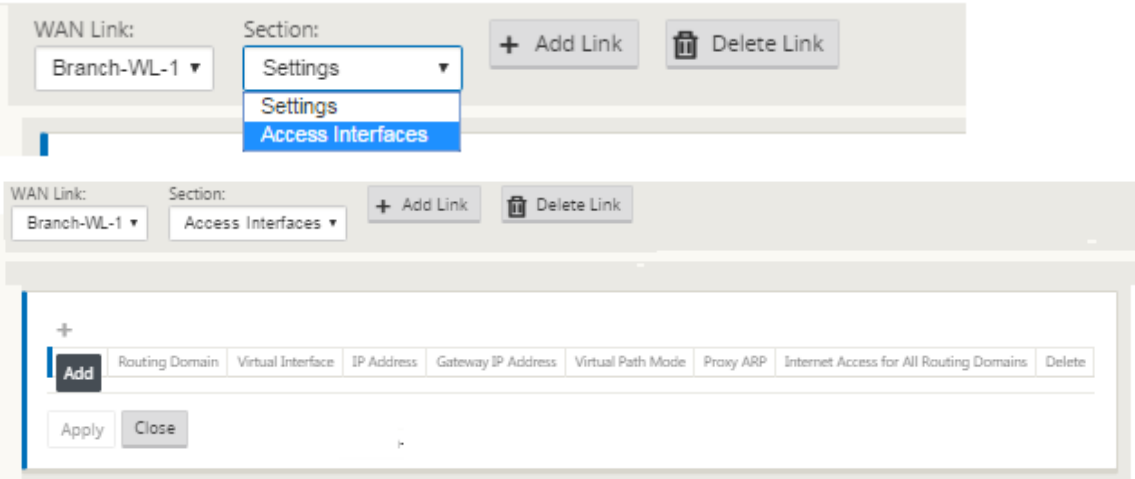 WAN Link: Section:
Branch-WL-1 ▾ Settings ▾ + Add Link Delete Link
Settings
Access Interfaces
WAN Link: Section:
Branch-WL-1 ▾ Access Interfaces ▾ + Add Link Delete Link
+
Add Routing Domain Virtual Interface IP Address Gateway IP Address Virtual Path Mode Proxy ARP Internet Access for All Routing Domains Delete
Apply Close